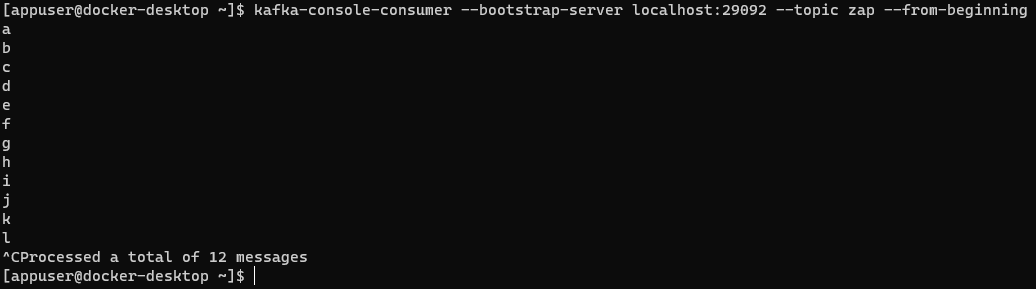 [appuser@docker-desktop ~]$ kafka-console-consumer --bootstrap-server localhost:29092 --topic zap --from-beginning
a
b
c
d
e
f
g
h
i
j
k
l
^CProcessed a total of 12 messages
[appuser@docker-desktop ~]$